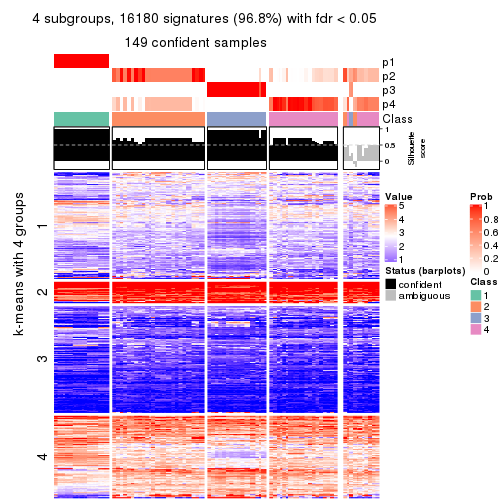 4 subgroups, 16180 signatures (96.8%) with fdr < 0.05
149 confident samples
p1
p2
p3
p4
Class
1
0.5
0
Silhouette
score
k-means with 4 groups
1
2
3
4
Value
5
4
3
2
1
Status (barplots)
confident
ambiguous
Prob
1
0.8
0.6
0.4
0.2
0
Class
1
2
3
4